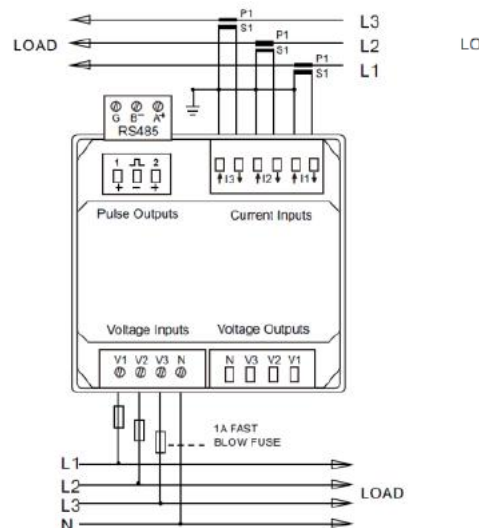 P1
L3
S1
LOAD
P1
L2
S1
P1
L1
S1
G B- A+
RS485
1 2
+ - +
I3 I2 I1
Pulse Outputs Current Inputs
Voltage Inputs Voltage Outputs
V1 V2 V3 N N V3 V2 V1
1A FAST
BLOW FUSE
L1
L2
LOAD
L3
N